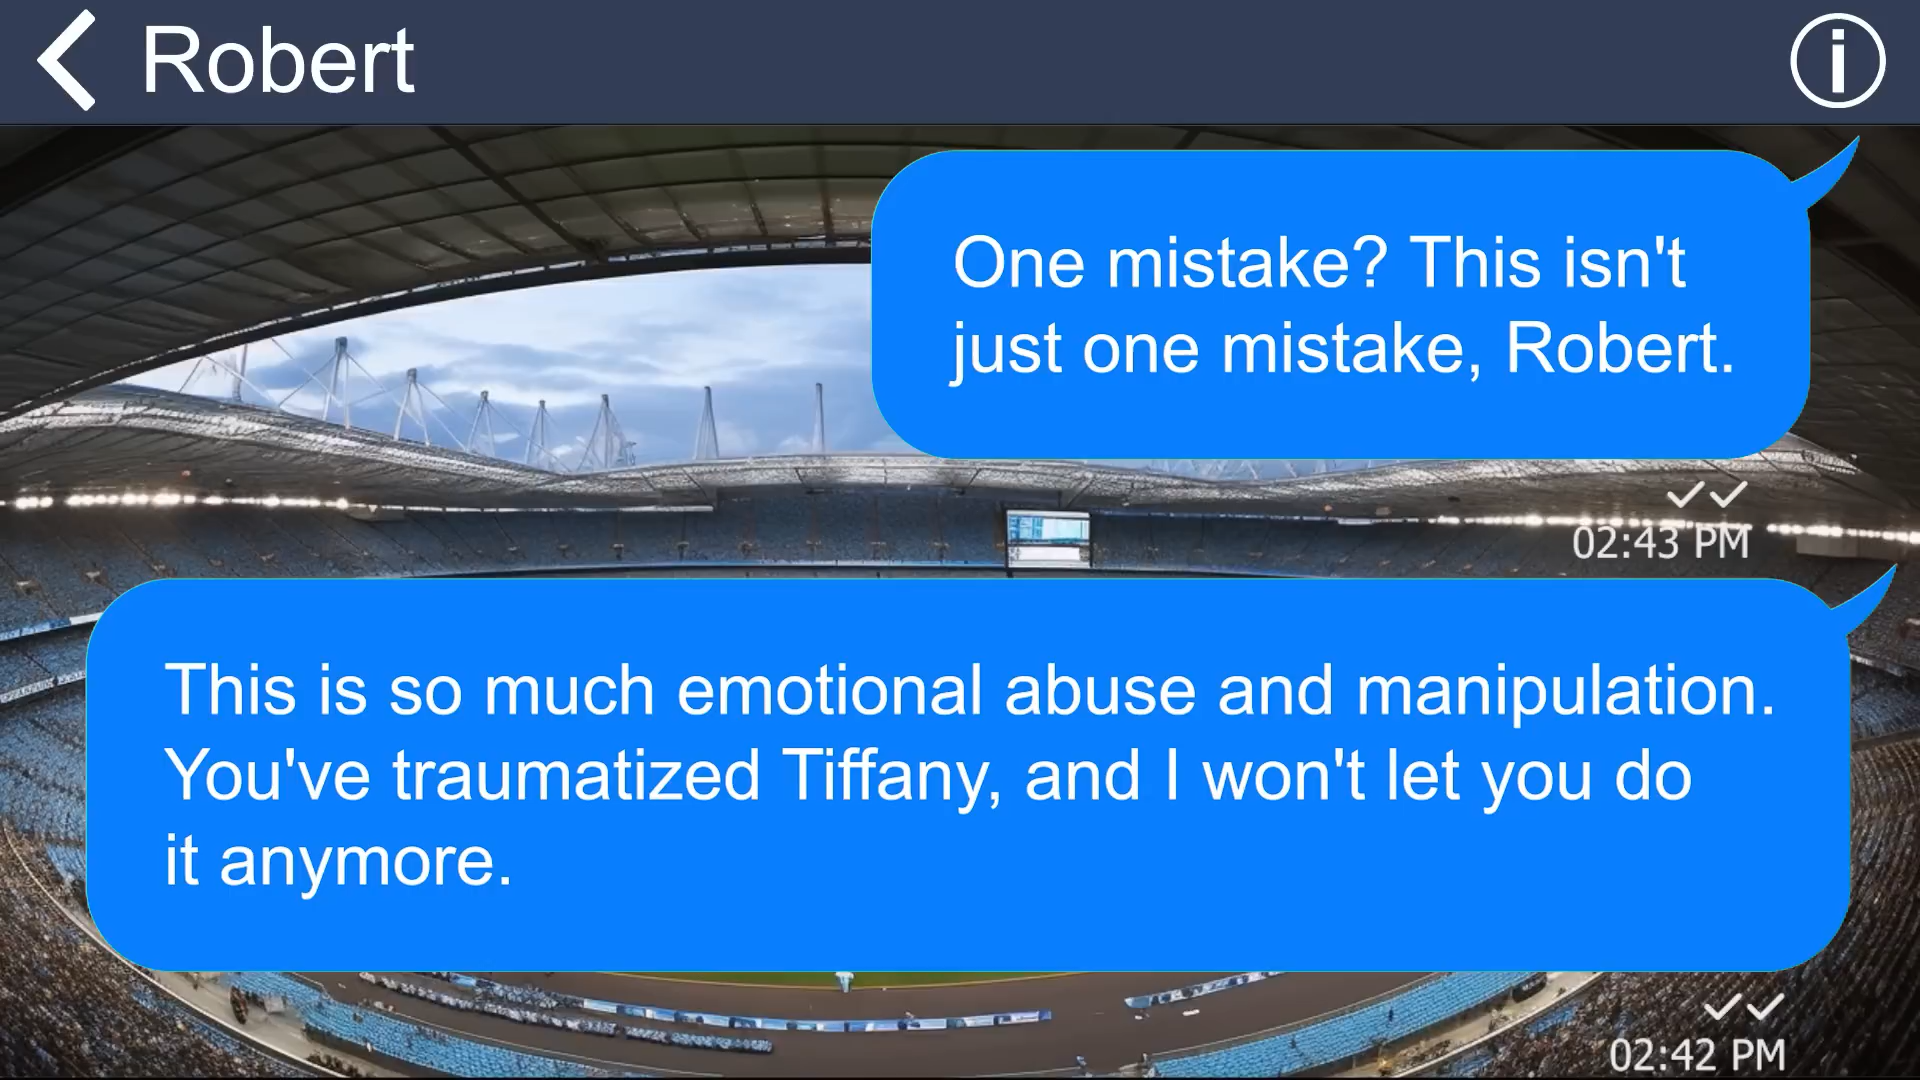 Robert
One mistake? This isn't
just one mistake, Robert.
02:43 PM
This is so much emotional abuse and manipulation.
You've traumatized Tiffany, and I won't let you do
it anymore.
02:42 PM